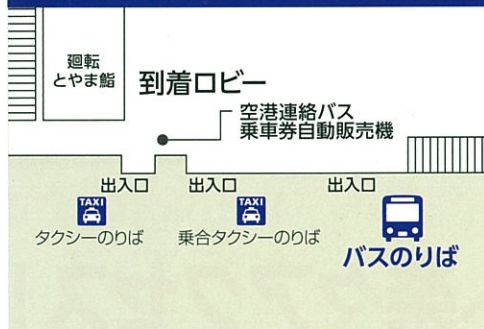 廻転
とやま鮨
到着ロビー
空港連絡バス
乗車券自動販売機
出入口
出入口
出入口
TAXI
TAXI
タクシーのりば
乗合タクシーのりば
バスのりば